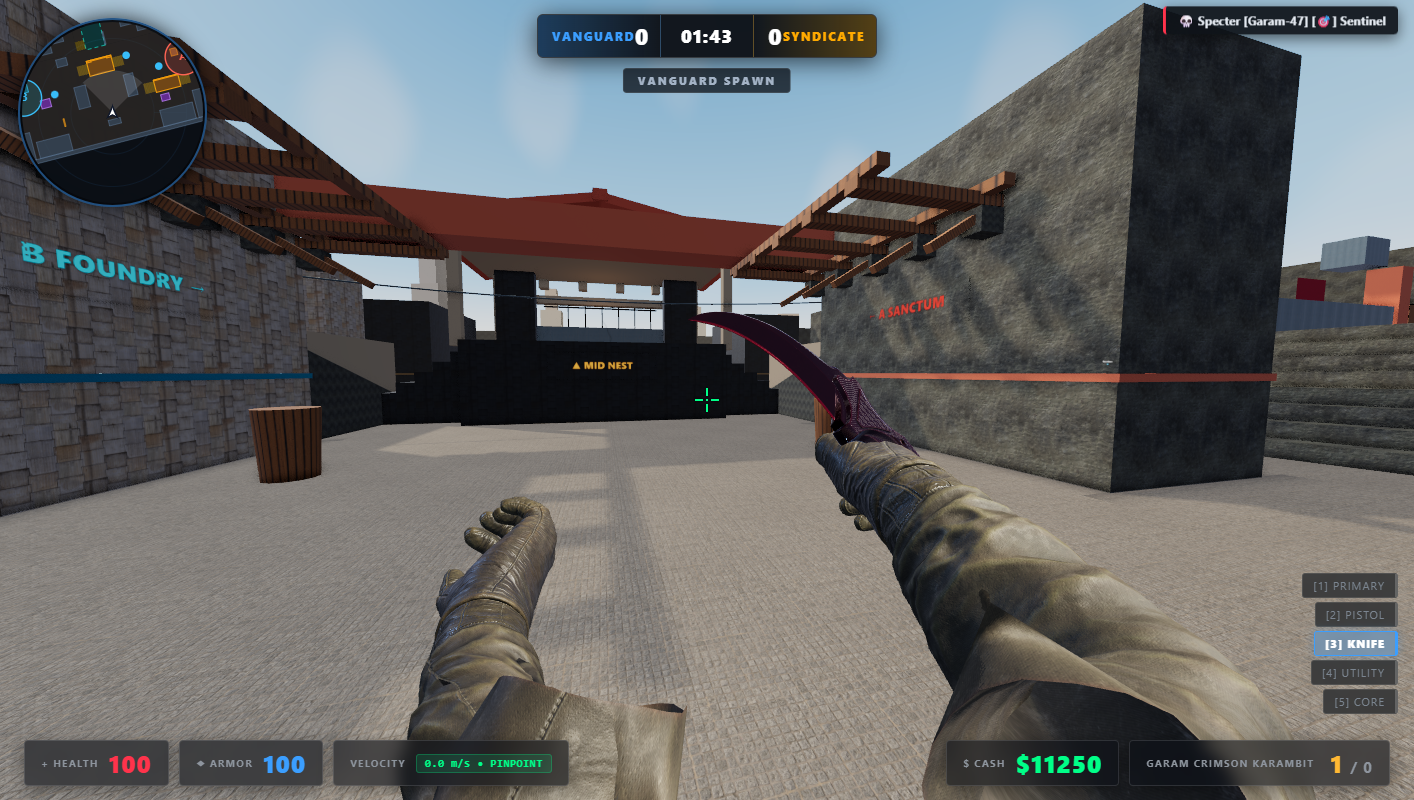 VANGUARD 0 01:43 0 SYNDICATE
VANGUARD SPAWN
Specter [Garam-47] [🎯] Sentinel
B FOUNDRY →
A SANCTUM
▲ MID NEST
[1] PRIMARY
[2] PISTOL
[3] KNIFE
[4] UTILITY
[5] CORE
+ HEALTH 100
◆ ARMOR 100
VELOCITY 0.0 m/s • PINPOINT
$ CASH $11250
GARAM CRIMSON KARAMBIT 1 / 0